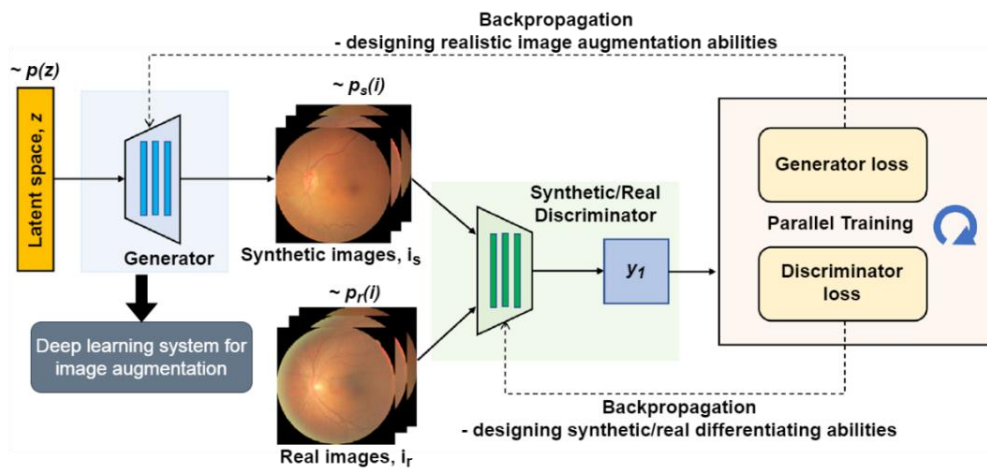 Backpropagation
- designing realistic image augmentation abilities
~ p(z)
Latent space, z
Generator
Deep learning system for
image augmentation
~ pₛ(i)
Synthetic images, iₛ
~ pᵣ(i)
Real images, iᵣ
Synthetic/Real
Discriminator
y₁
Generator loss
Parallel Training
Discriminator
loss
Backpropagation
- designing synthetic/real differentiating abilities